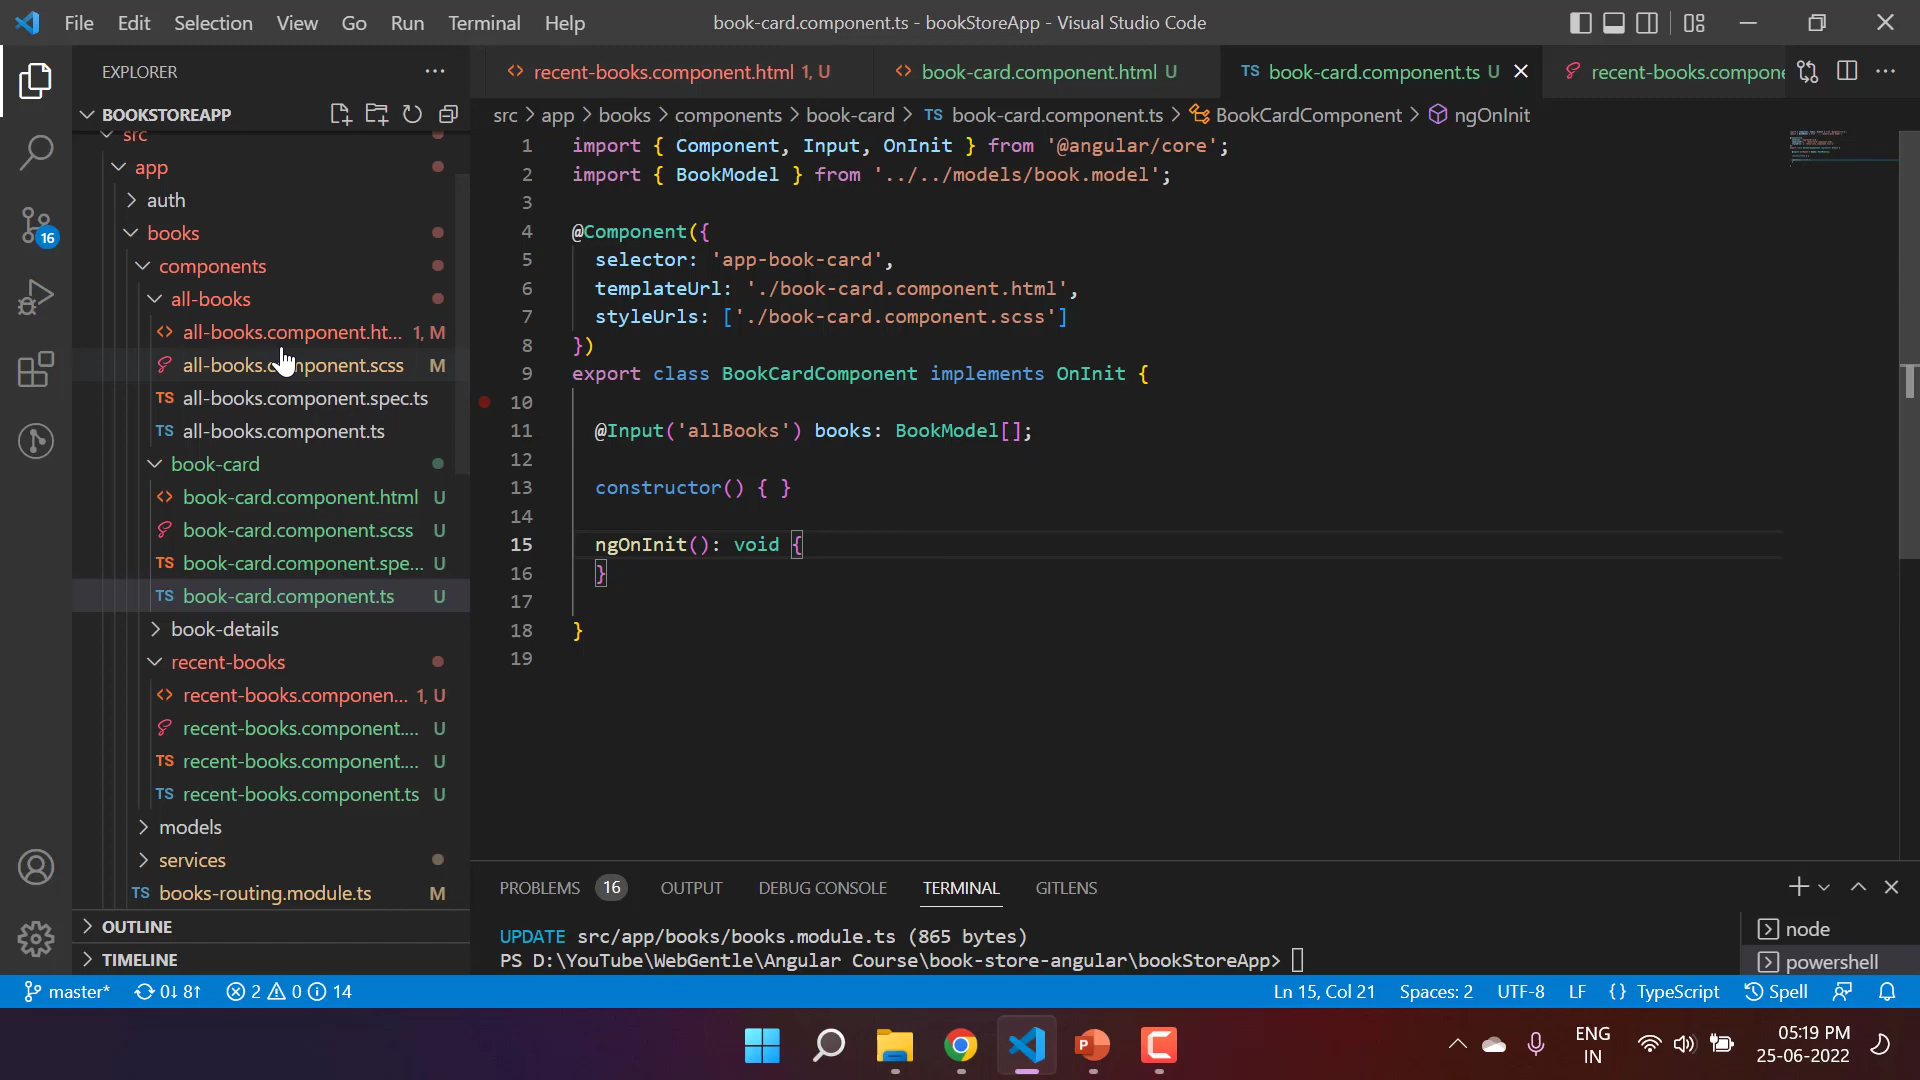 File Edit Selection View Go Run Terminal Help
book-card.component.ts - bookStoreApp - Visual Studio Code
EXPLORER
recent-books.component.html 1, U
book-card.component.html U
TS book-card.component.ts U
recent-books.compone
BOOKSTOREAPP
src > app > books > components > book-card > TS book-card.component.ts > BookCardComponent > ngOnInit
src
app
auth
books
components
all-books
all-books.component.ht... 1, M
all-books.component.scss M
TS all-books.component.spec.ts
TS all-books.component.ts
book-card
book-card.component.html U
book-card.component.scss U
TS book-card.component.spe... U
TS book-card.component.ts U
book-details
recent-books
recent-books.componen... 1, U
recent-books.component.... U
TS recent-books.component.... U
TS recent-books.component.ts U
models
services
TS books-routing.module.ts M
OUTLINE
TIMELINE
16
1 import { Component, Input, OnInit } from '@angular/core';
2 import { BookModel } from '../../models/book.model';
3
4 @Component({
5 selector: 'app-book-card',
6 templateUrl: './book-card.component.html',
7 styleUrls: ['./book-card.component.scss']
8 })
9 export class BookCardComponent implements OnInit {
10
11 @Input('allBooks') books: BookModel[];
12
13 constructor() { }
14
15 ngOnInit(): void {
16 }
17
18 }
19
PROBLEMS 16 OUTPUT DEBUG CONSOLE TERMINAL GITLENS
UPDATE src/app/books/books.module.ts (865 bytes)
PS D:\YouTube\WebGentle\Angular Course\book-store-angular\bookStoreApp>
node
powershell
master* 0↓ 8↑ 2 0 14
Ln 15, Col 21 Spaces: 2 UTF-8 LF {} TypeScript Spell
P
C
ENG
IN
05:19 PM
25-06-2022